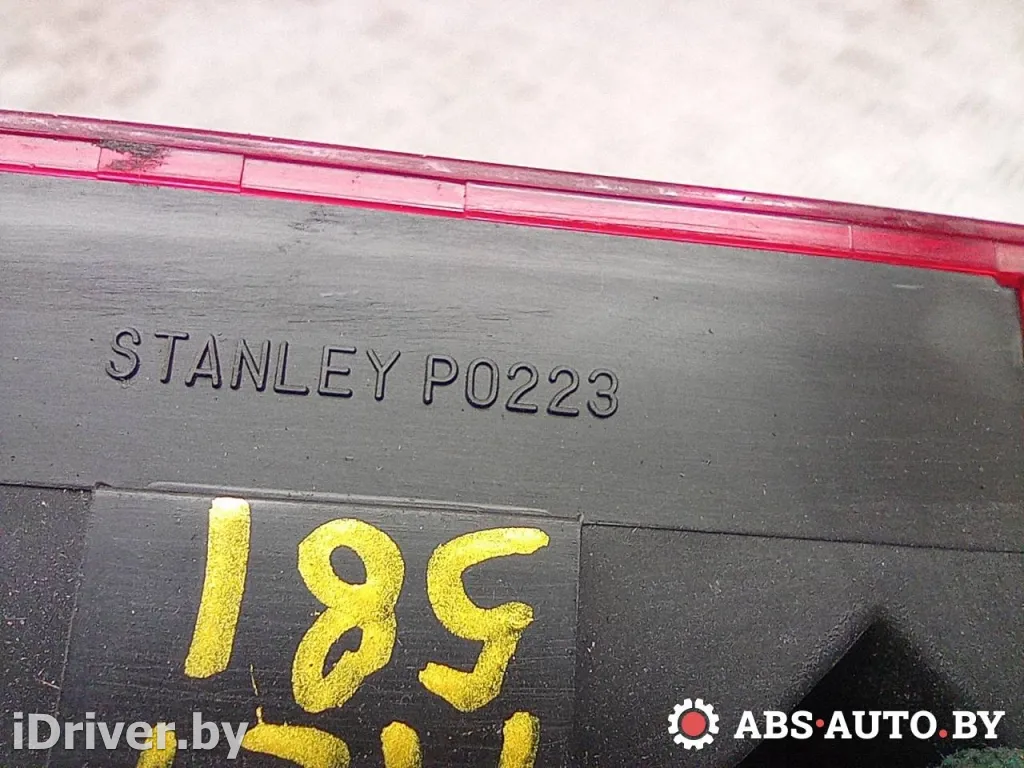 STANLEY P0223
185
iDriver.by
ABS-AUTO.BY